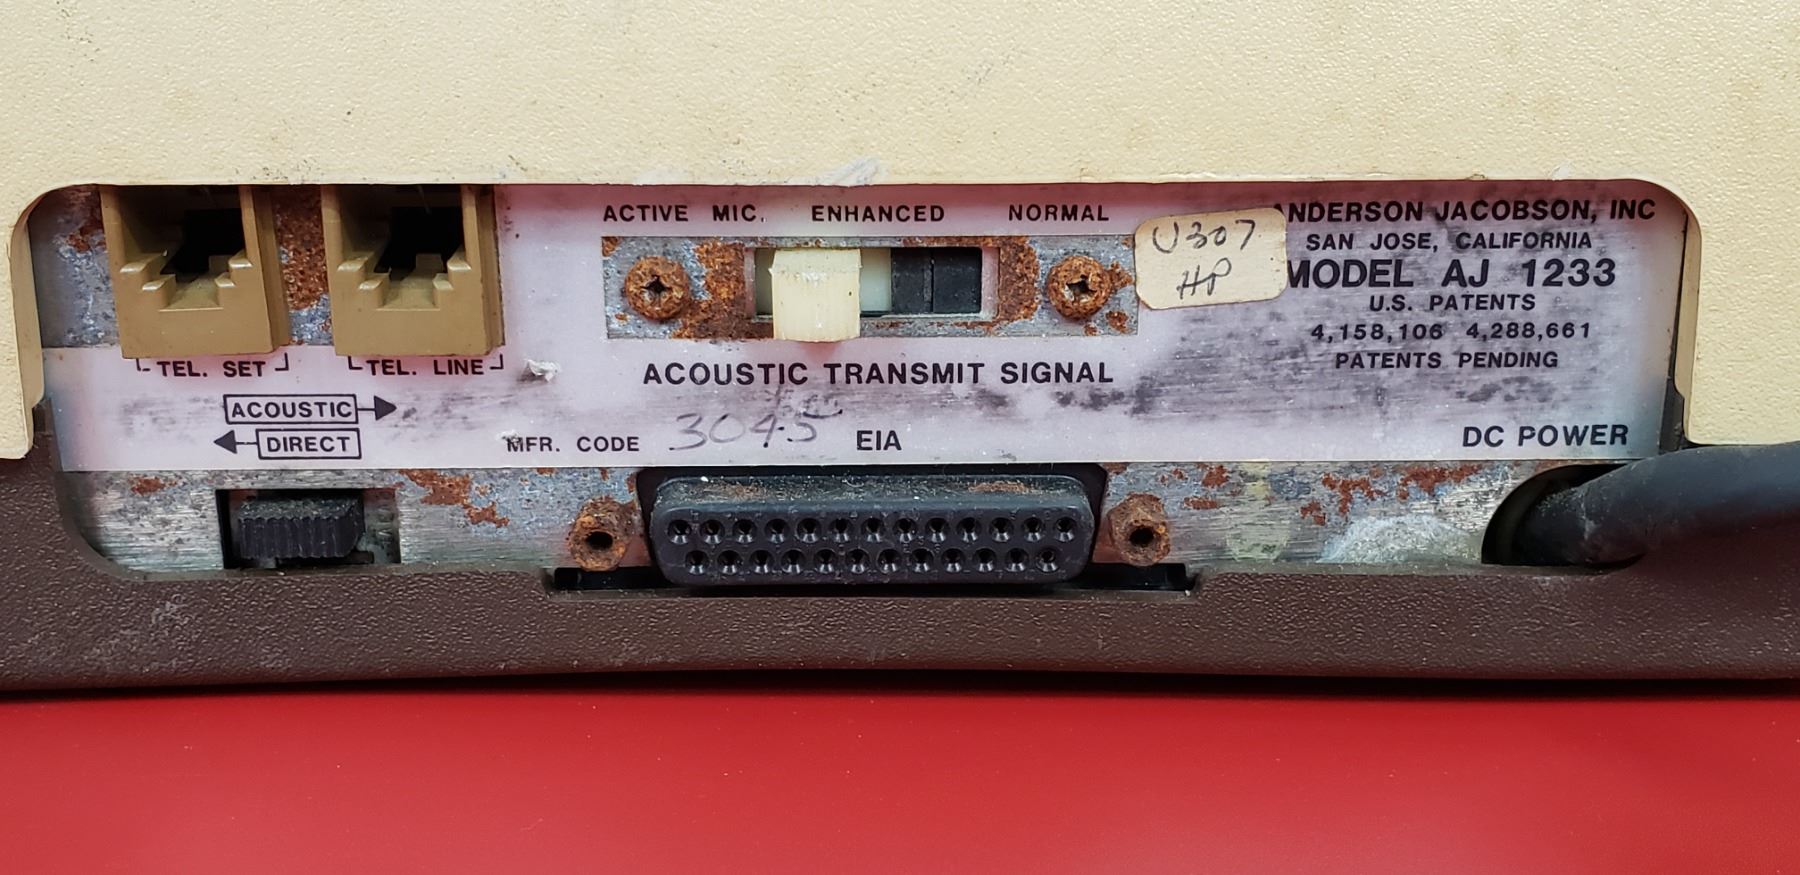 ACTIVE MIC. ENHANCED NORMAL
U307
HP
ANDERSON JACOBSON, INC
SAN JOSE, CALIFORNIA
MODEL AJ 1233
U.S. PATENTS
4,158,106 4,288,661
PATENTS PENDING
TEL. SET TEL. LINE
ACOUSTIC TRANSMIT SIGNAL
ACOUSTIC
DIRECT
MFR. CODE 3045 EIA
DC POWER